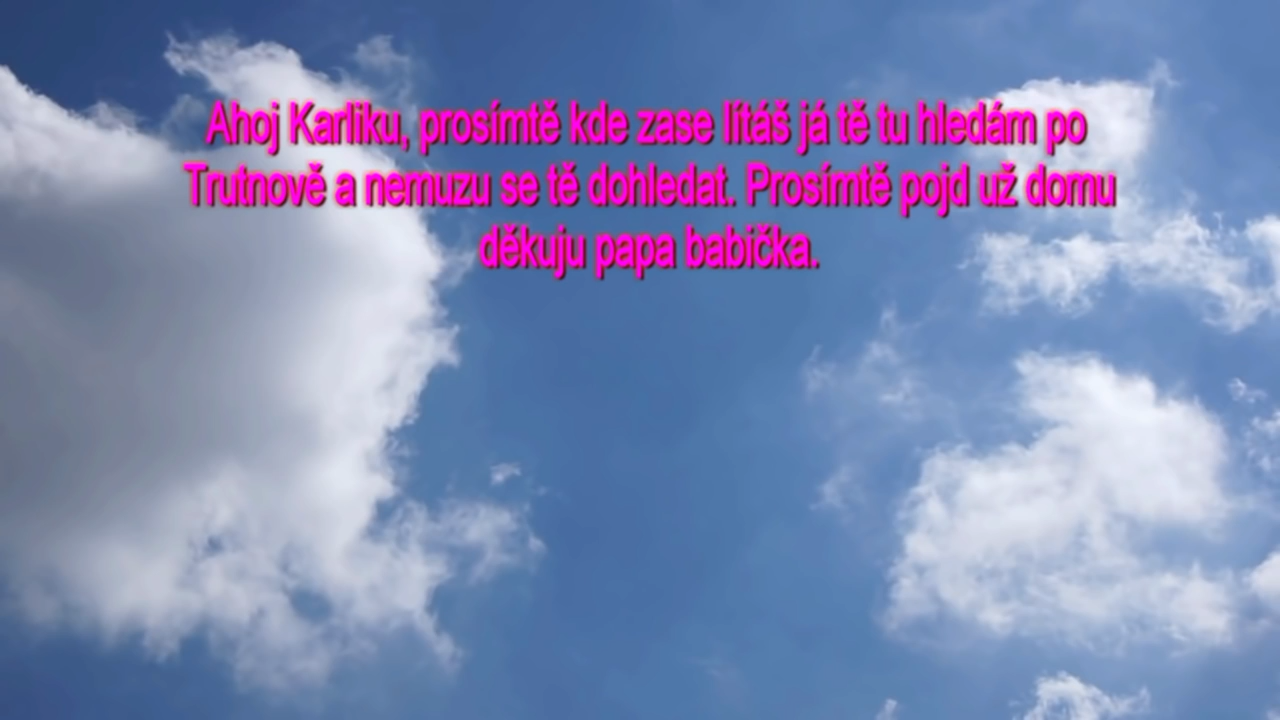 Ahoj Karliku, prosímtě kde zase lítáš já tě tu hledám po
Trutnově a nemuzu se tě dohledat. Prosímtě pojd už domu
děkuju papa babička.